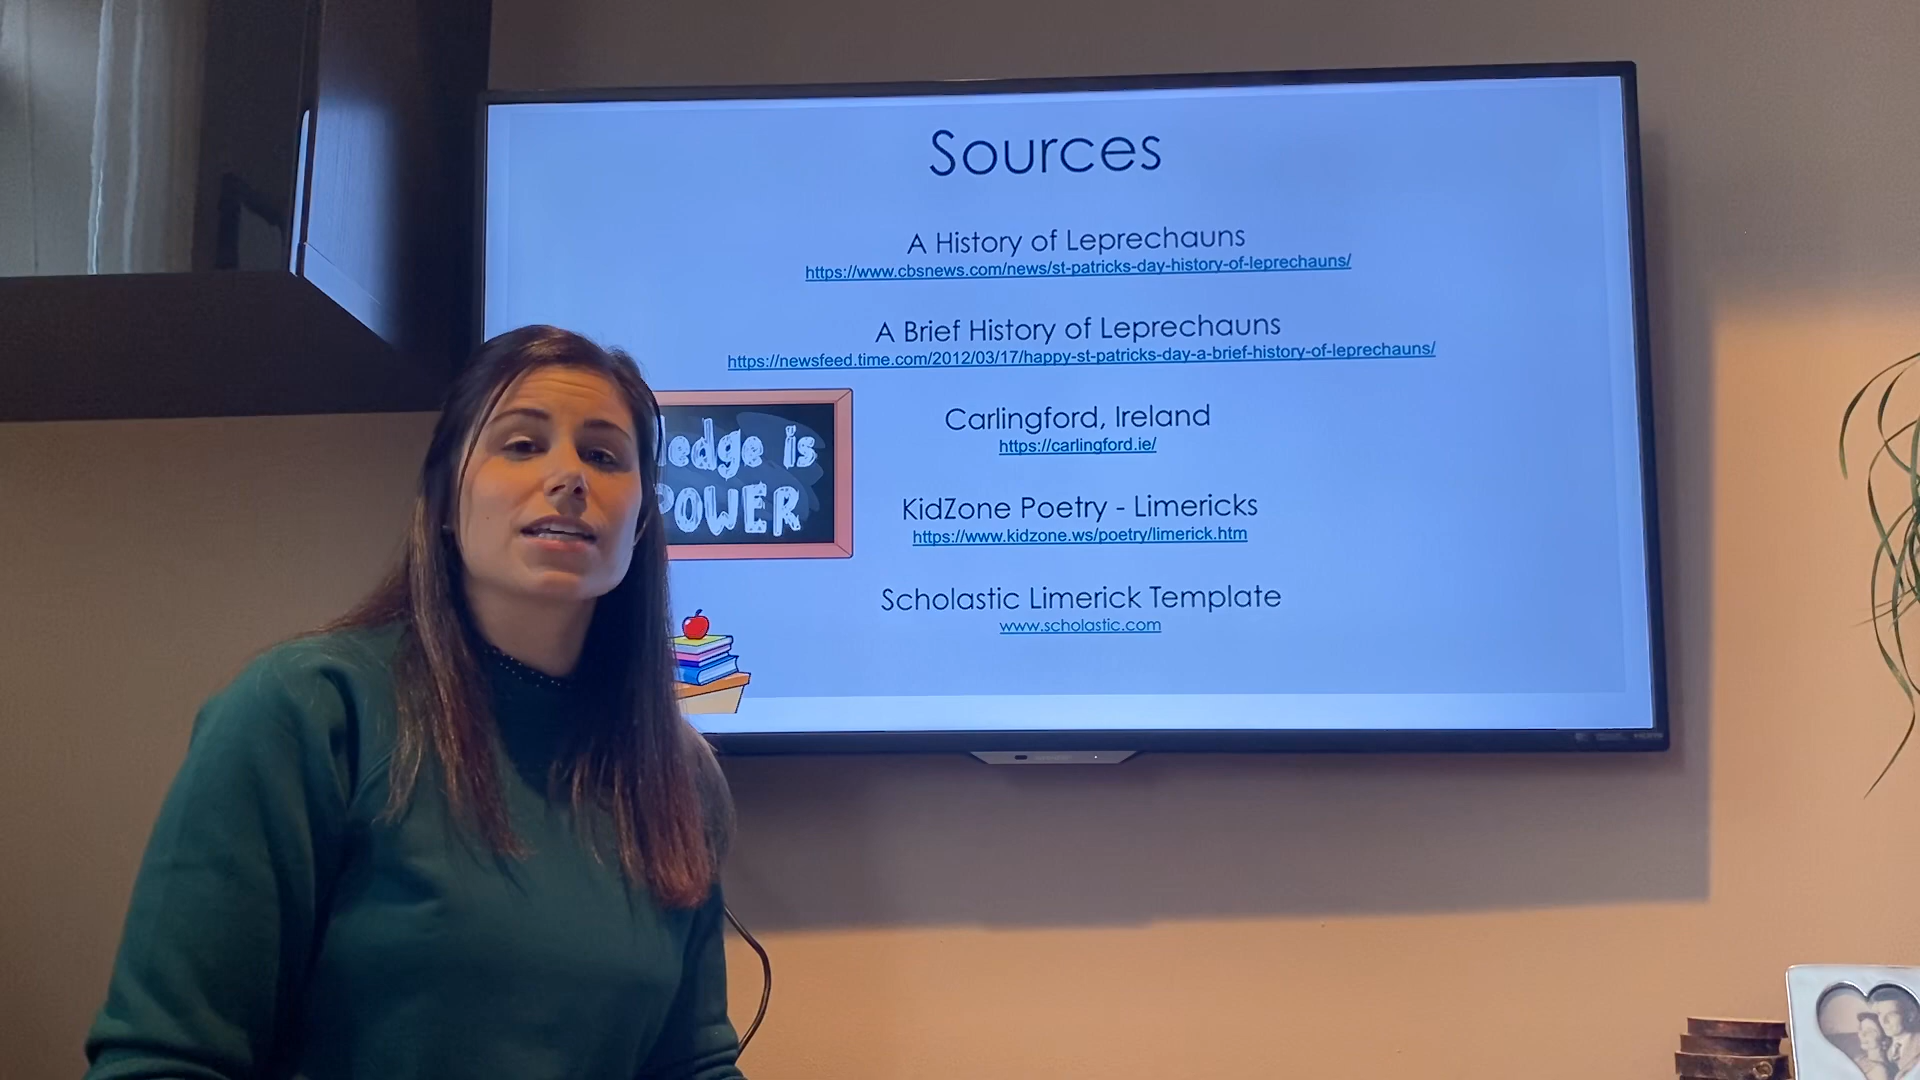 Sources
A History of Leprechauns
https://www.cbsnews.com/news/st-patricks-day-history-of-leprechauns/
A Brief History of Leprechauns
https://newsfeed.time.com/2012/03/17/happy-st-patricks-day-a-brief-history-of-leprechauns/
ledge is
POWER
Carlingford, Ireland
https://carlingford.ie/
KidZone Poetry - Limericks
https://www.kidzone.ws/poetry/limerick.htm
Scholastic Limerick Template
www.scholastic.com